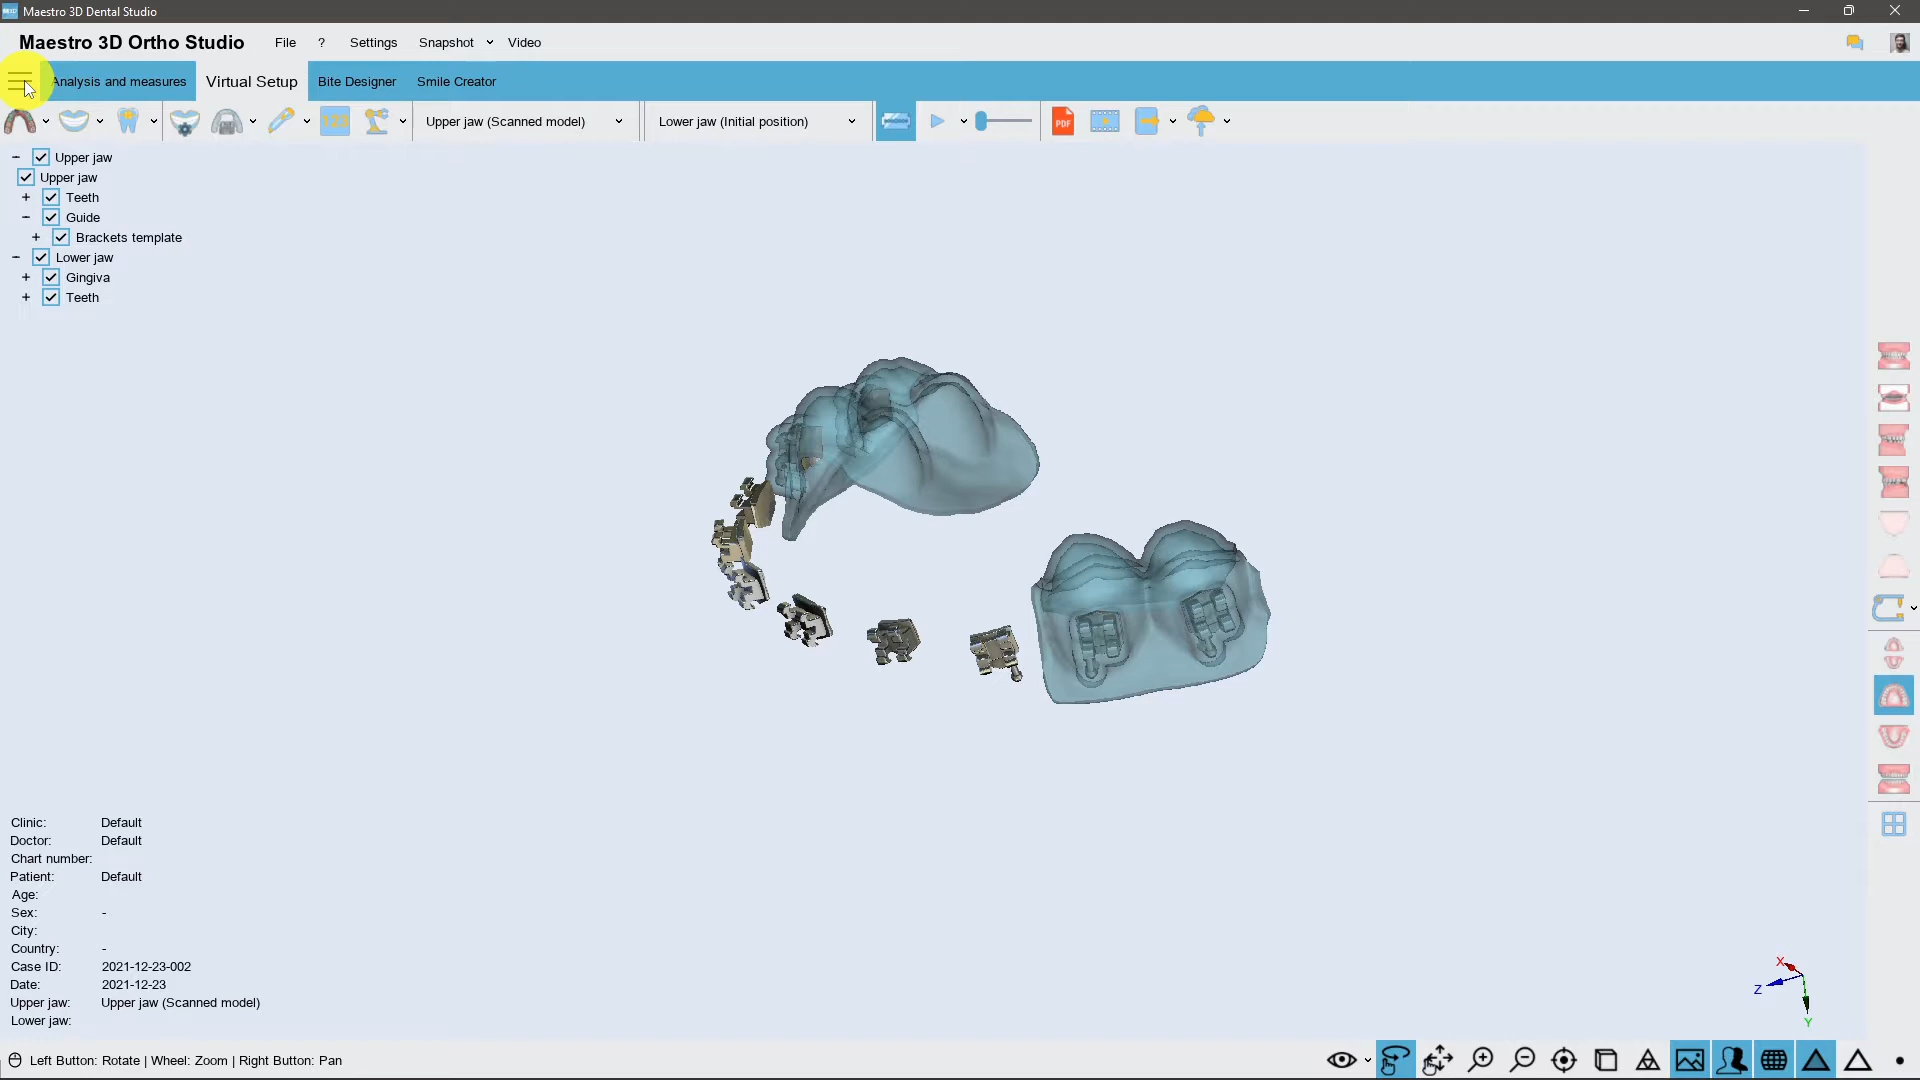 Maestro 3D Dental Studio
Maestro 3D Ortho Studio File ? Settings Snapshot Video
Analysis and measures Virtual Setup Bite Designer Smile Creator
123 Upper jaw (Scanned model) Lower jaw (Initial position) PDF
Upper jaw
Upper jaw
Teeth
Guide
Brackets template
Lower jaw
Gingiva
Teeth
Clinic: Default
Doctor: Default
Chart number:
Patient: Default
Age:
Sex: -
City:
Country: -
Case ID: 2021-12-23-002
Date: 2021-12-23
Upper jaw: Upper jaw (Scanned model)
Lower jaw:
X
Z
Y
Left Button: Rotate | Wheel: Zoom | Right Button: Pan